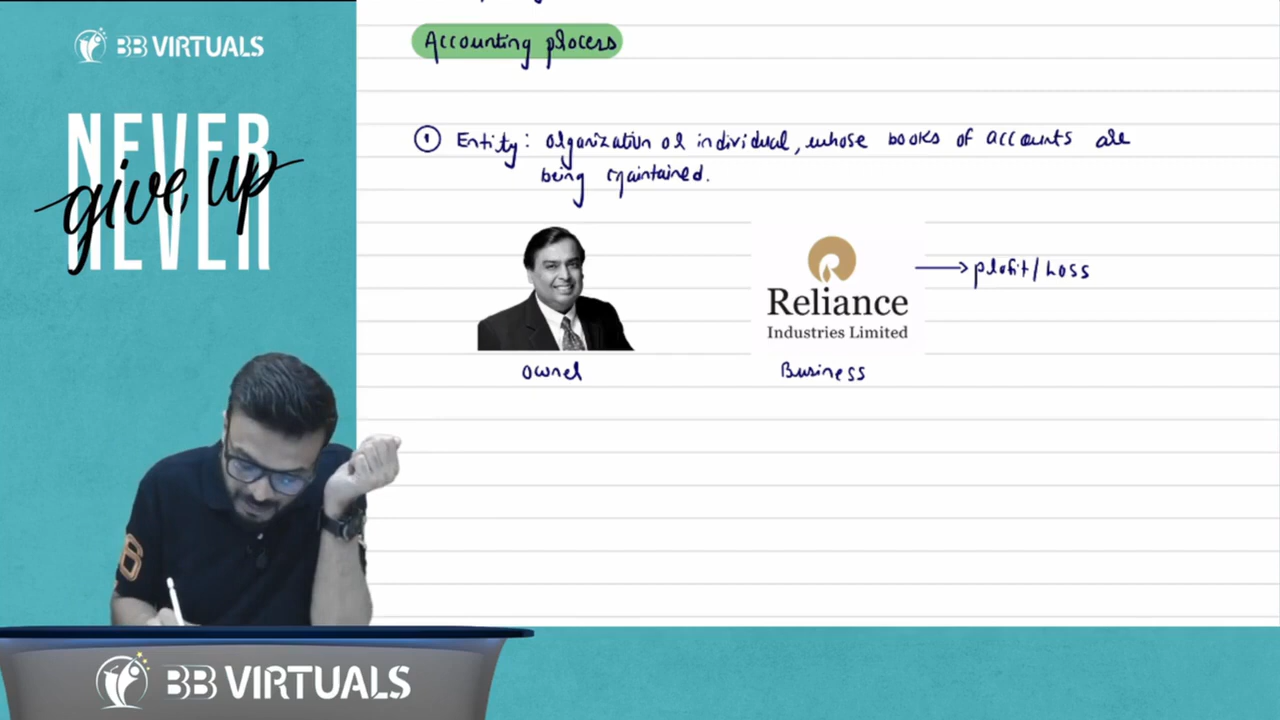 BB VIRTUALS
NEVER
give up
NEVER
Accounting process
① Entity: organization or individual, whose books of accounts are
being maintained.
Reliance
Industries Limited
→ profit/Loss
owner
Business
6
BB VIRTUALS